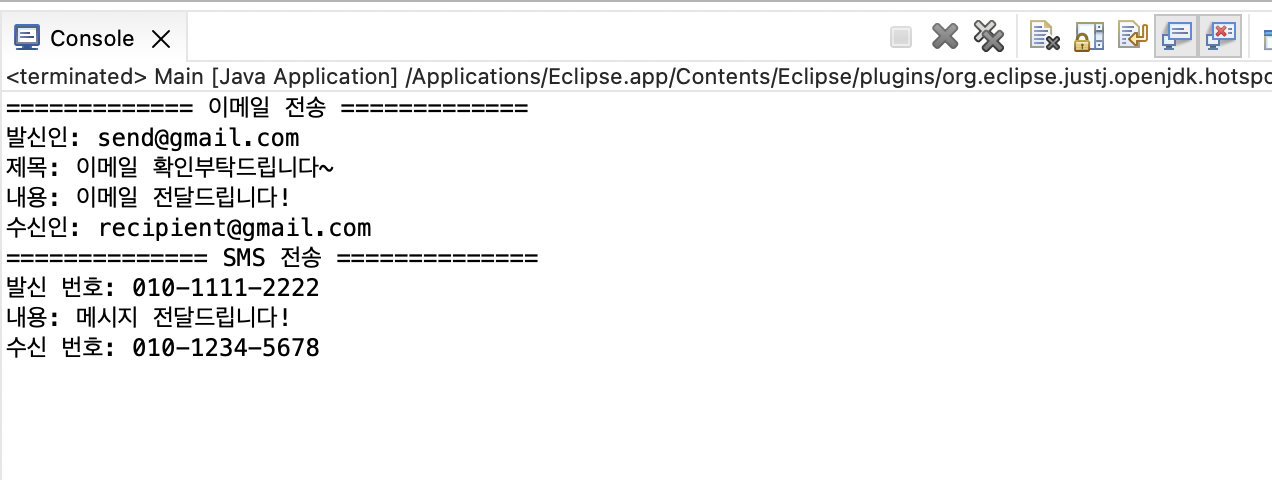 Console
<terminated> Main [Java Application] /Applications/Eclipse.app/Contents/Eclipse/plugins/org.eclipse.justj.openjdk.hotspo
============= 이메일 전송 =============
발신인: send@gmail.com
제목: 이메일 확인부탁드립니다~
내용: 이메일 전달드립니다!
수신인: recipient@gmail.com
============== SMS 전송 ==============
발신 번호: 010-1111-2222
내용: 메시지 전달드립니다!
수신 번호: 010-1234-5678